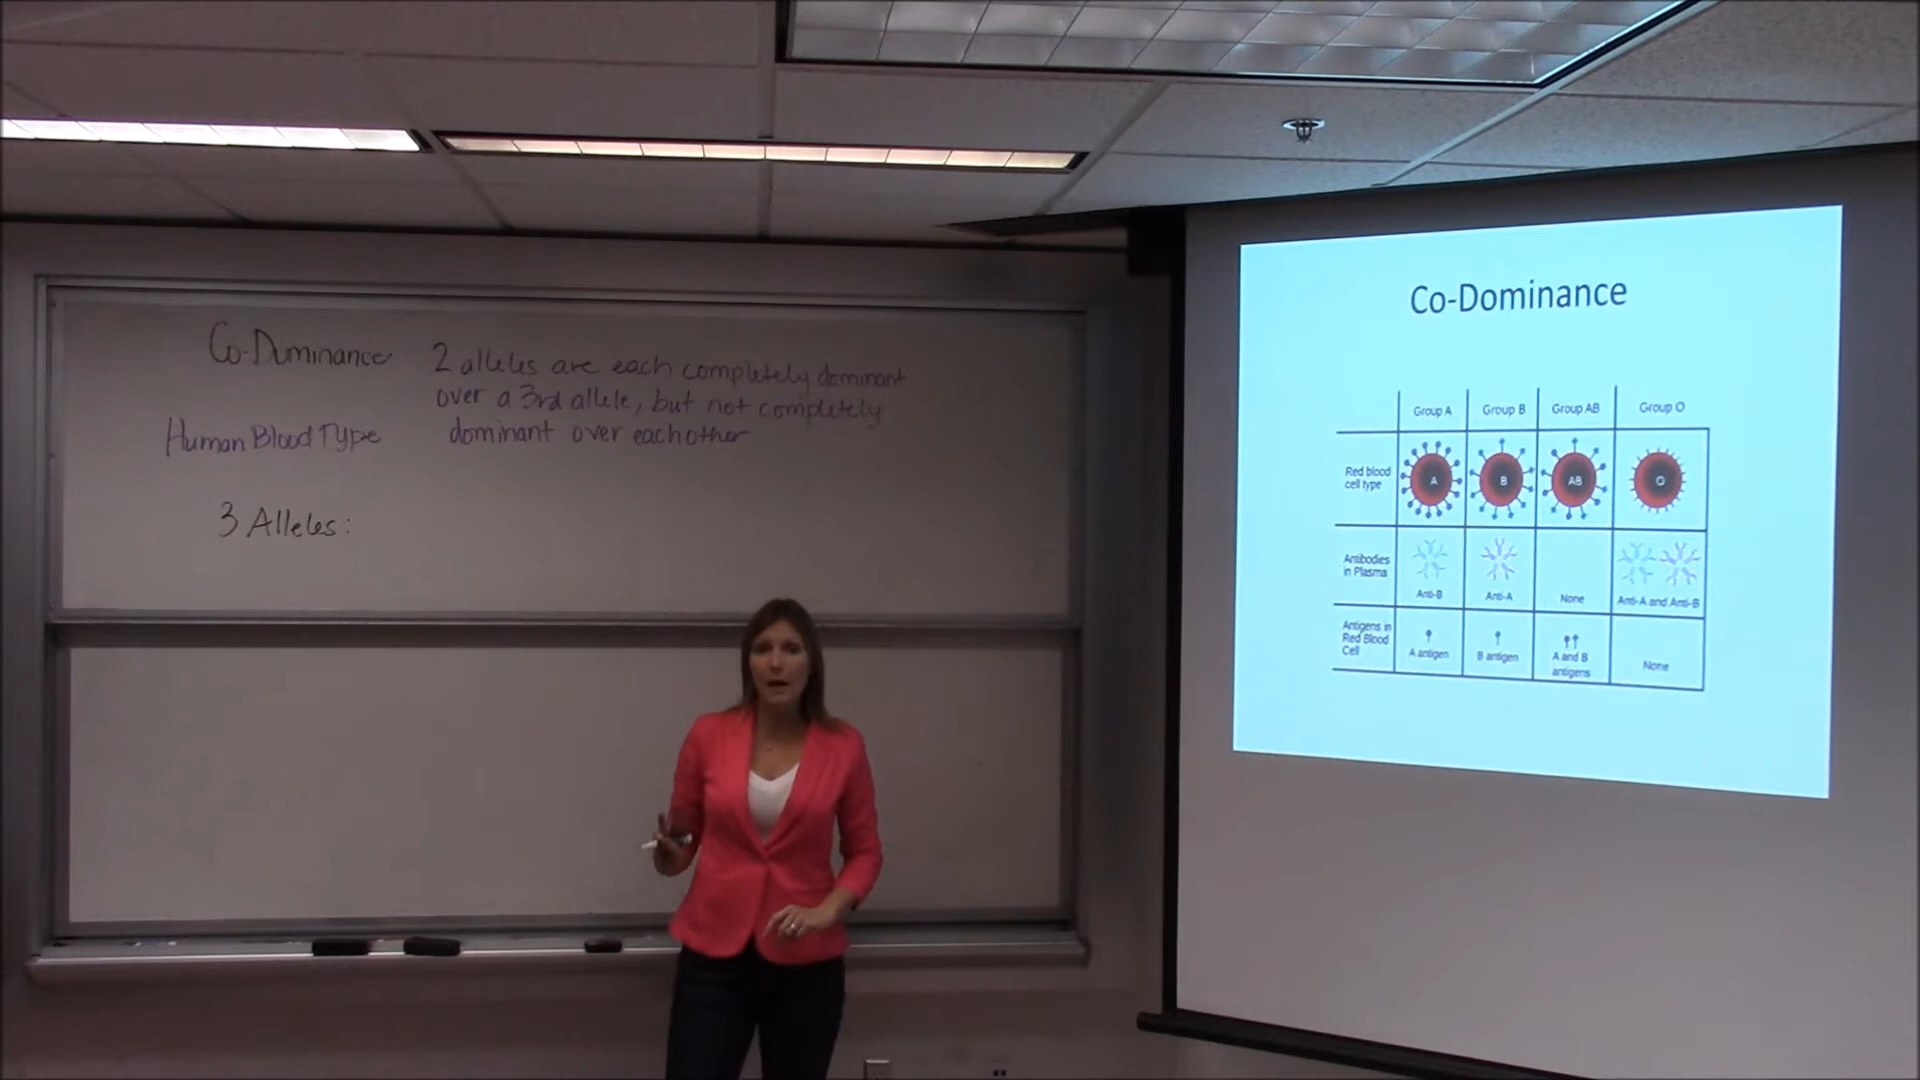 Co-Dominance
2 alleles are each completely dominant
over a 3rd allele, but not completely
dominant over eachother
Human Blood Type
3 Alleles:
Co-Dominance
Group A Group B Group AB Group O
Red blood
cell type
A B AB O
Antibodies
in Plasma
Anti-B Anti-A None Anti-A and Anti-B
Antigens in
Red Blood
Cell
A antigen B antigen A and B
antigens None